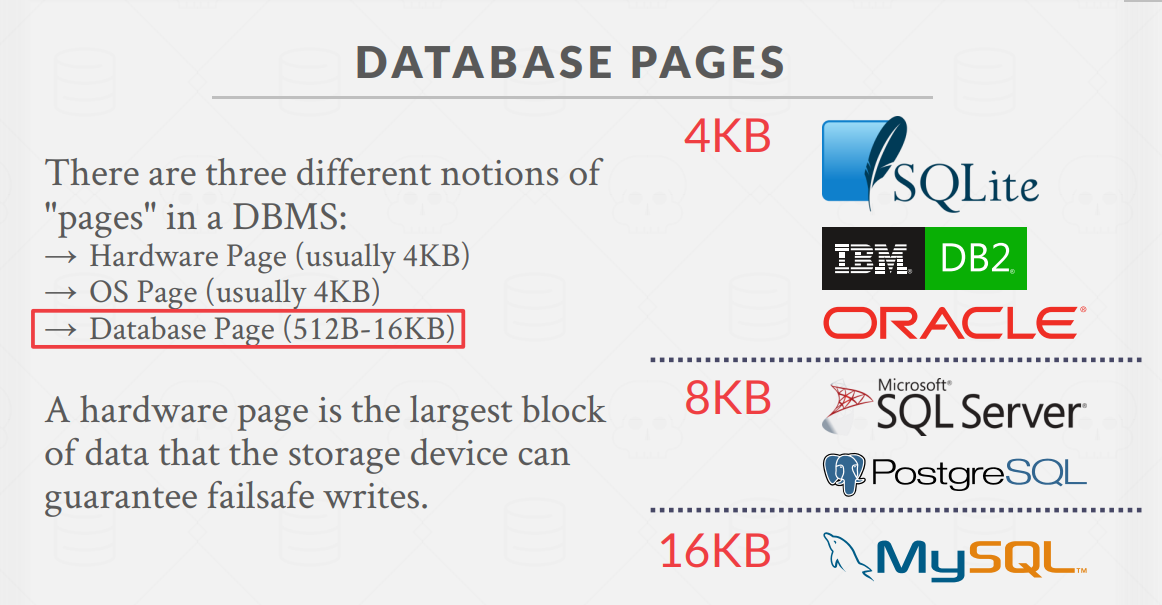 DATABASE PAGES
There are three different notions of
"pages" in a DBMS:
→ Hardware Page (usually 4KB)
→ OS Page (usually 4KB)
→ Database Page (512B-16KB)
A hardware page is the largest block
of data that the storage device can
guarantee failsafe writes.
4KB
SQLite
IBM® DB2®
ORACLE®
8KB
Microsoft®
SQL Server®
PostgreSQL
16KB
MySQL™